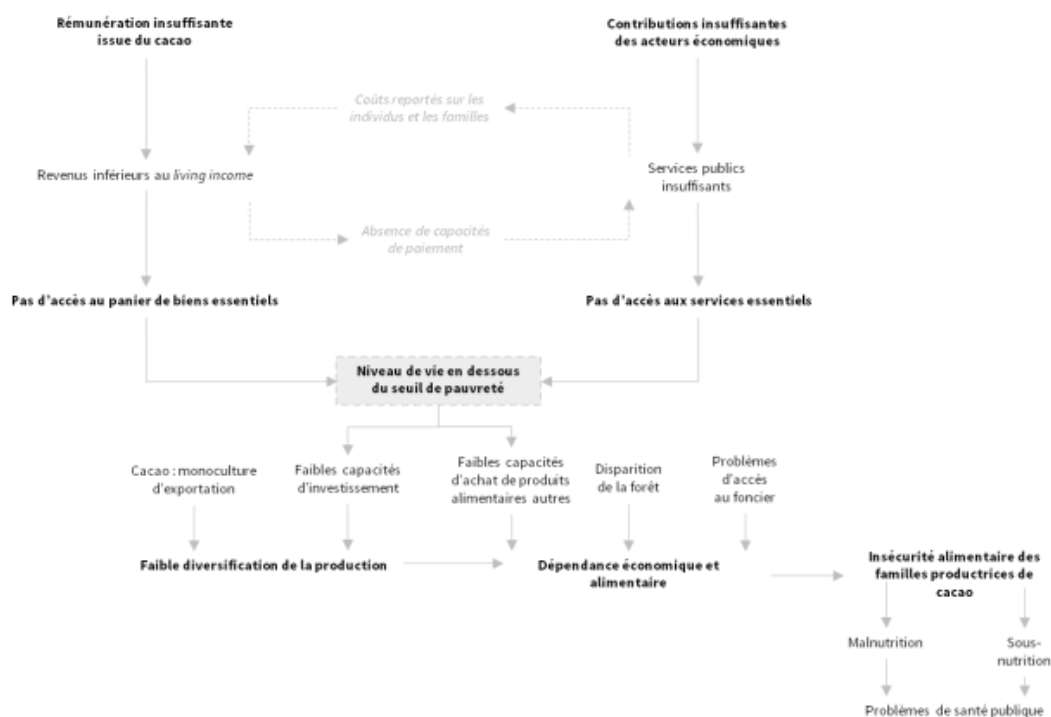 Rémunération insuffisante
issue du cacao
Contributions insuffisantes
des acteurs économiques
Coûts reportés sur les
individus et les familles
Revenus inférieurs au living income
Services publics
insuffisants
Absence de capacités
de paiement
Pas d'accès au panier de biens essentiels
Pas d'accès aux services essentiels
Niveau de vie en dessous
du seuil de pauvreté
Cacao : monoculture
d'exportation
Faibles capacités
d'investissement
Faibles capacités
d'achat de produits
alimentaires autres
Disparition
de la forêt
Problèmes
d'accès
au foncier
Faible diversification de la production
Dépendance économique et
alimentaire
Insécurité alimentaire des
familles productrices de
cacao
Malnutrition
Sous-
nutrition
Problèmes de santé publique